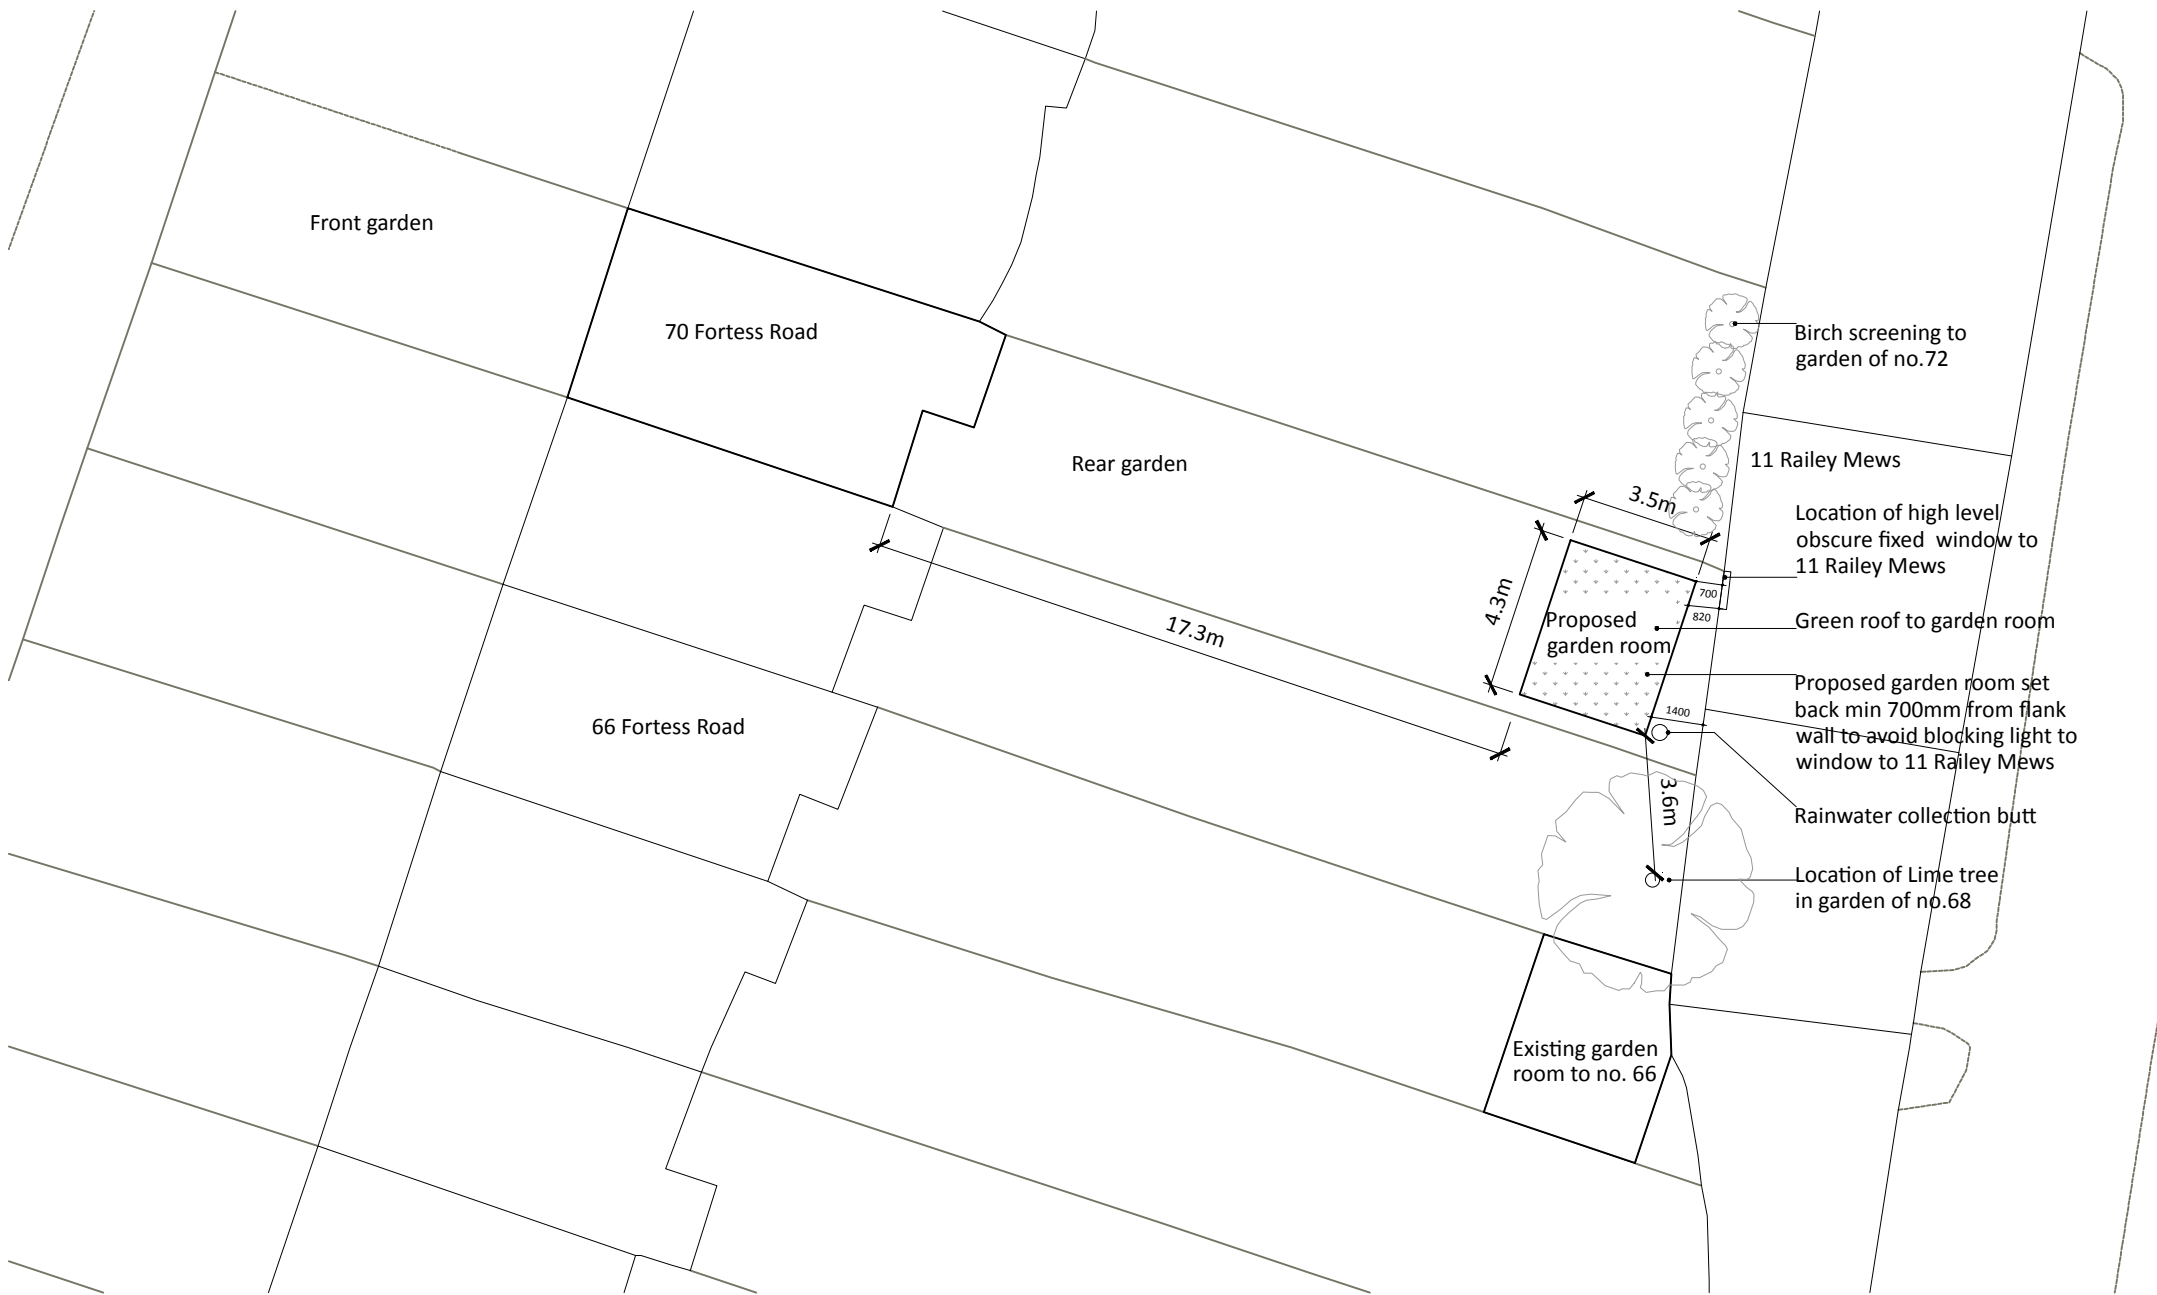 Front garden
70 Fortess Road
Birch screening to
garden of no.72
Rear garden
11 Railey Mews
3.5m
Location of high level
obscure fixed window to
11 Railey Mews
4.3m
700
820
Proposed
garden room
Green roof to garden room
17.3m
Proposed garden room set
back min 700mm from flank
wall to avoid blocking light to
window to 11 Railey Mews
1400
66 Fortess Road
3.6m
Rainwater collection butt
Location of Lime tree
in garden of no.68
Existing garden
room to no. 66